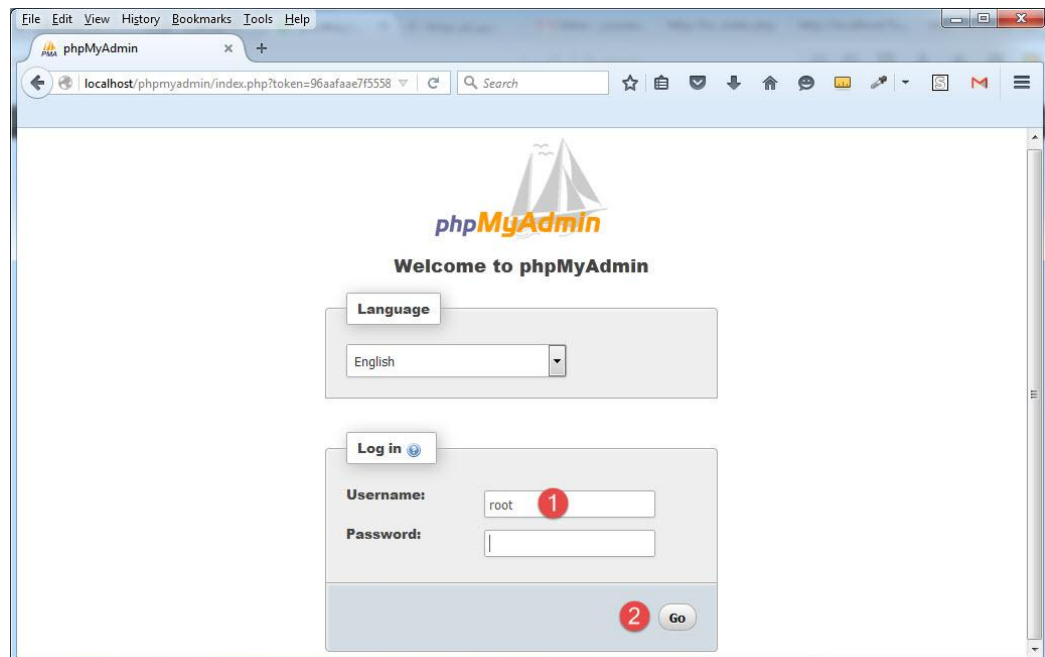 File Edit View History Bookmarks Tools Help
phpMyAdmin × +
localhost/phpmyadmin/index.php?token=96aafaae7f5558 Search
phpMyAdmin
Welcome to phpMyAdmin
Language
English
Log in
Username: root 1
Password:
2 Go